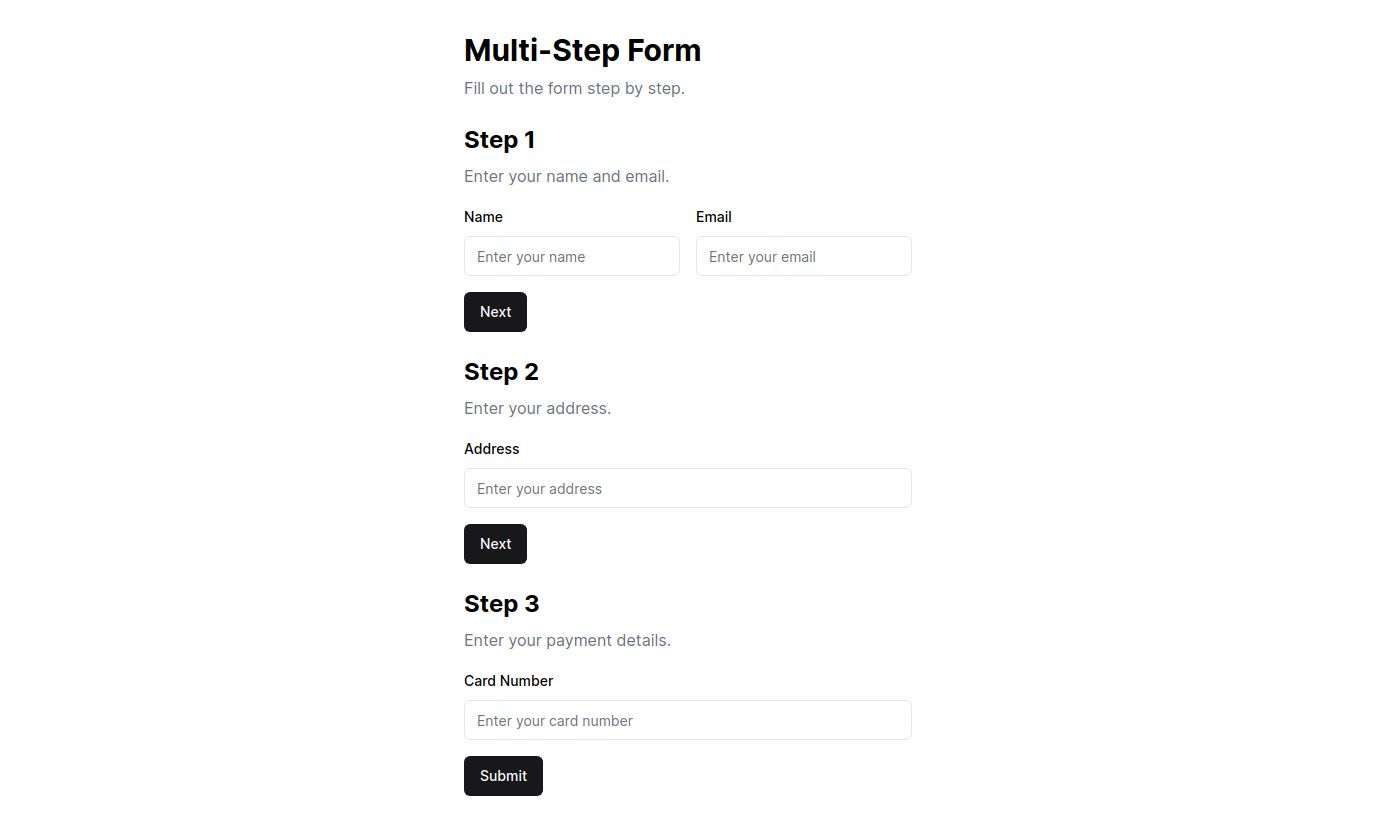 Multi-Step Form
Fill out the form step by step.
Step 1
Enter your name and email.
Name Email
Enter your name Enter your email
Next
Step 2
Enter your address.
Address
Enter your address
Next
Step 3
Enter your payment details.
Card Number
Enter your card number
Submit